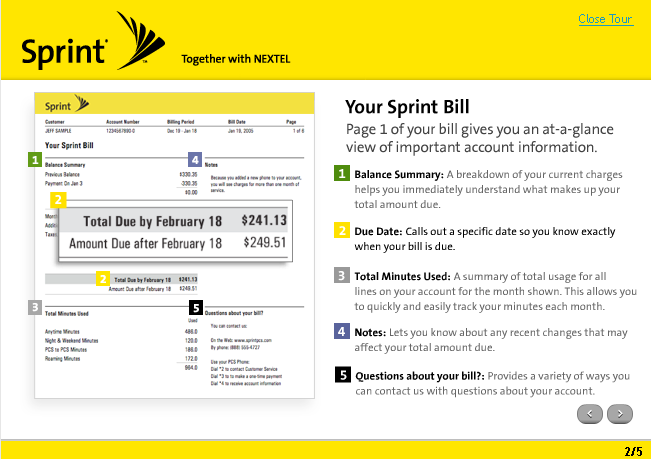 Close Tour
Sprint
Together with NEXTEL
Sprint
Customer Account Number Billing Period Bill Date Page
JEFF SAMPLE 1234567890-0 Dec 19 - Jan 18 Jan 19, 2005 1 of 8
Your Sprint Bill
1 4
Balance Summary Notes
Previous Balance $330.35
Payment On Jan 3 -330.35
$0.00
Because you added a new phone to your account,
you will see charges for more than one month of
service.
2
Total Due by February 18 $241.13
Amount Due after February 18 $249.51
2 Total Due by February 18 $241.13
Amount Due after February 18 $249.51
3 5
Total Minutes Used Questions about your bill?
Used You can contact us:
Anytime Minutes 486.0
Night & Weekend Minutes 120.0 On the Web: www.sprintpcs.com
PCS to PCS Minutes 186.0 By phone: (888) 555-4727
Roaming Minutes 172.0 Use your PCS Phone:
964.0 Dial *2 to contact Customer Service
Dial *3 to make a one-time payment
Dial *4 to receive account information
Your Sprint Bill
Page 1 of your bill gives you an at-a-glance
view of important account information.
1 Balance Summary: A breakdown of your current charges
helps you immediately understand what makes up your
total amount due.
2 Due Date: Calls out a specific date so you know exactly
when your bill is due.
3 Total Minutes Used: A summary of total usage for all
lines on your account for the month shown. This allows you
to quickly and easily track your minutes each month.
4 Notes: Lets you know about any recent changes that may
affect your total amount due.
5 Questions about your bill?: Provides a variety of ways you
can contact us with questions about your account.
2/5